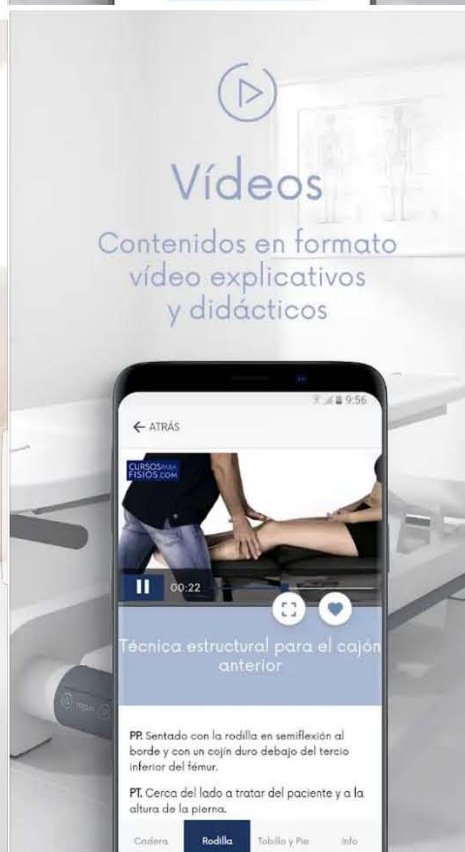 Vídeos
Contenidos en formato
vídeo explicativos
y didácticos
9:56
← ATRÁS
CURSOSPARA
FISIOS.COM
00:22
Técnica estructural para el cajón
anterior
PP. Sentado con la rodilla en semiflexión al
borde y con un cojín duro debajo del tercio
inferior del fémur.
PT. Cerca del lado a tratar del paciente y a la
altura de la pierna.
Cadera Rodilla Tobillo y Pie Info